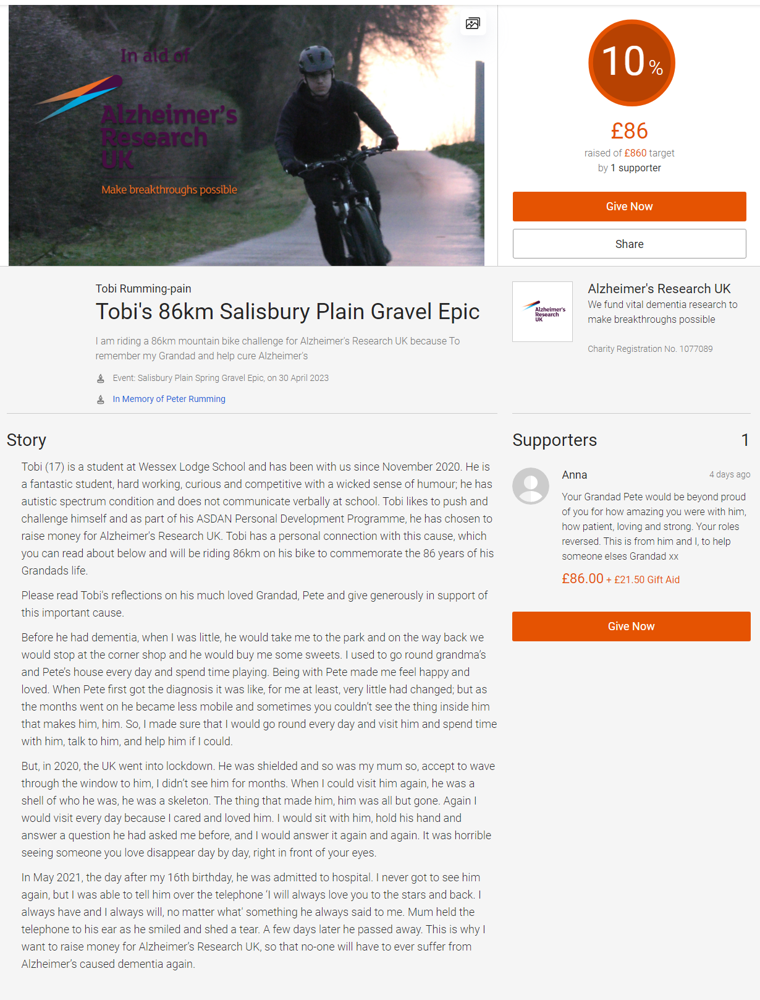 In aid of
Alzheimer's
Research
UK
Make breakthroughs possible
10 %
£86
raised of £860 target
by 1 supporter
Give Now
Share
Tobi Rumming-pain
Tobi's 86km Salisbury Plain Gravel Epic
I am riding a 86km mountain bike challenge for Alzheimer's Research UK because To
remember my Grandad and help cure Alzheimer's
Event: Salisbury Plain Spring Gravel Epic, on 30 April 2023
In Memory of Peter Rumming
Alzheimer's
Research
UK
Alzheimer's Research UK
We fund vital dementia research to
make breakthroughs possible
Charity Registration No. 1077089
Story
Tobi (17) is a student at Wessex Lodge School and has been with us since November 2020. He is
a fantastic student, hard working, curious and competitive with a wicked sense of humour; he has
autistic spectrum condition and does not communicate verbally at school. Tobi likes to push and
challenge himself and as part of his ASDAN Personal Development Programme, he has chosen to
raise money for Alzheimer's Research UK. Tobi has a personal connection with this cause, which
you can read about below and will be riding 86km on his bike to commemorate the 86 years of his
Grandads life.
Please read Tobi's reflections on his much loved Grandad, Pete and give generously in support of
this important cause.
Before he had dementia, when I was little, he would take me to the park and on the way back we
would stop at the corner shop and he would buy me some sweets. I used to go round grandma's
and Pete's house every day and spend time playing. Being with Pete made me feel happy and
loved. When Pete first got the diagnosis it was like, for me at least, very little had changed; but as
the months went on he became less mobile and sometimes you couldn't see the thing inside him
that makes him, him. So, I made sure that I would go round every day and visit him and spend time
with him, talk to him, and help him if I could.
But, in 2020, the UK went into lockdown. He was shielded and so was my mum so, accept to wave
through the window to him, I didn't see him for months. When I could visit him again, he was a
shell of who he was, he was a skeleton. The thing that made him, him was all but gone. Again I
would visit every day because I cared and loved him. I would sit with him, hold his hand and
answer a question he had asked me before, and I would answer it again and again. It was horrible
seeing someone you love disappear day by day, right in front of your eyes.
In May 2021, the day after my 16th birthday, he was admitted to hospital. I never got to see him
again, but I was able to tell him over the telephone ‘I will always love you to the stars and back. I
always have and I always will, no matter what' something he always said to me. Mum held the
telephone to his ear as he smiled and shed a tear. A few days later he passed away. This is why I
want to raise money for Alzheimer's Research UK, so that no-one will have to ever suffer from
Alzheimer's caused dementia again.
Supporters 1
Anna 4 days ago
Your Grandad Pete would be beyond proud
of you for how amazing you were with him,
how patient, loving and strong. Your roles
reversed. This is from him and I, to help
someone elses Grandad xx
£86.00 + £21.50 Gift Aid
Give Now